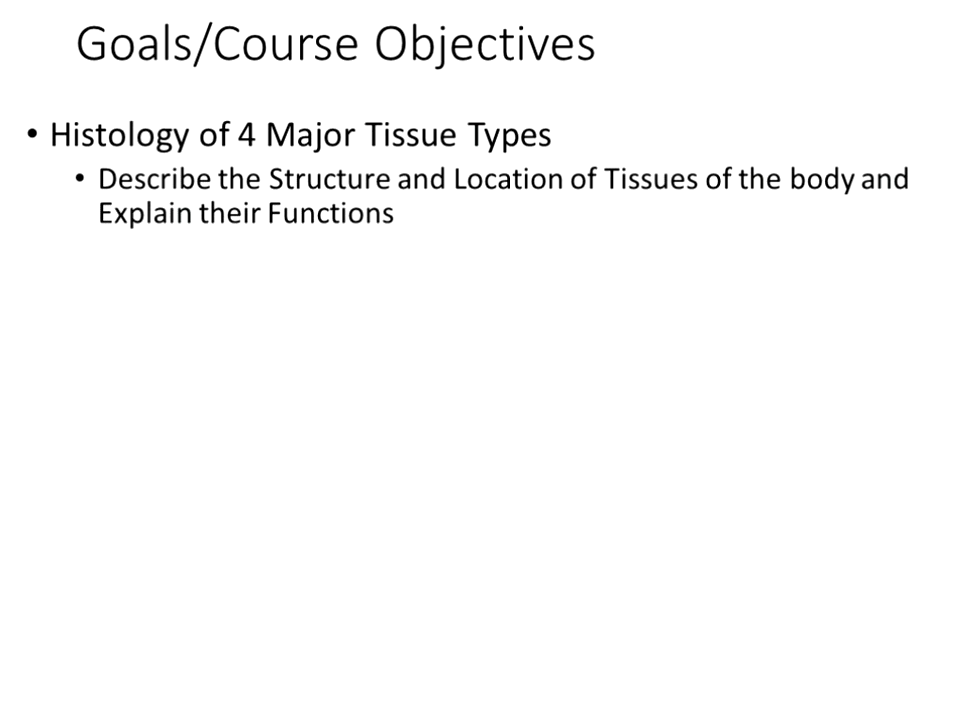 Goals/Course Objectives
• Histology of 4 Major Tissue Types
• Describe the Structure and Location of Tissues of the body and
Explain their Functions